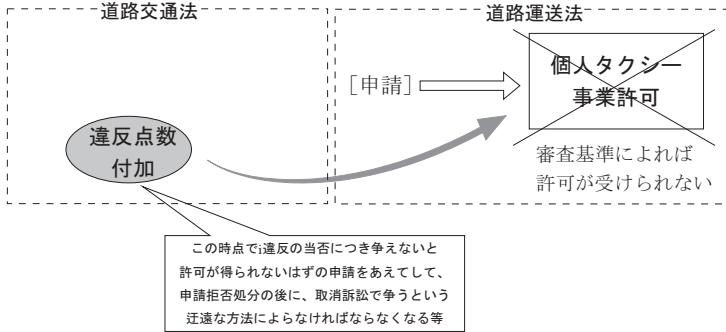 道路交通法
道路運送法
[申請]
個人タクシー
事業許可
違反点数
付加
審査基準によれば
許可が受けられない
この時点で¡違反の当否につき争えないと
許可が得られないはずの申請をあえてして、
申請拒否処分の後に、取消訴訟で争うという
迂遠な方法によらなければならなくなる等